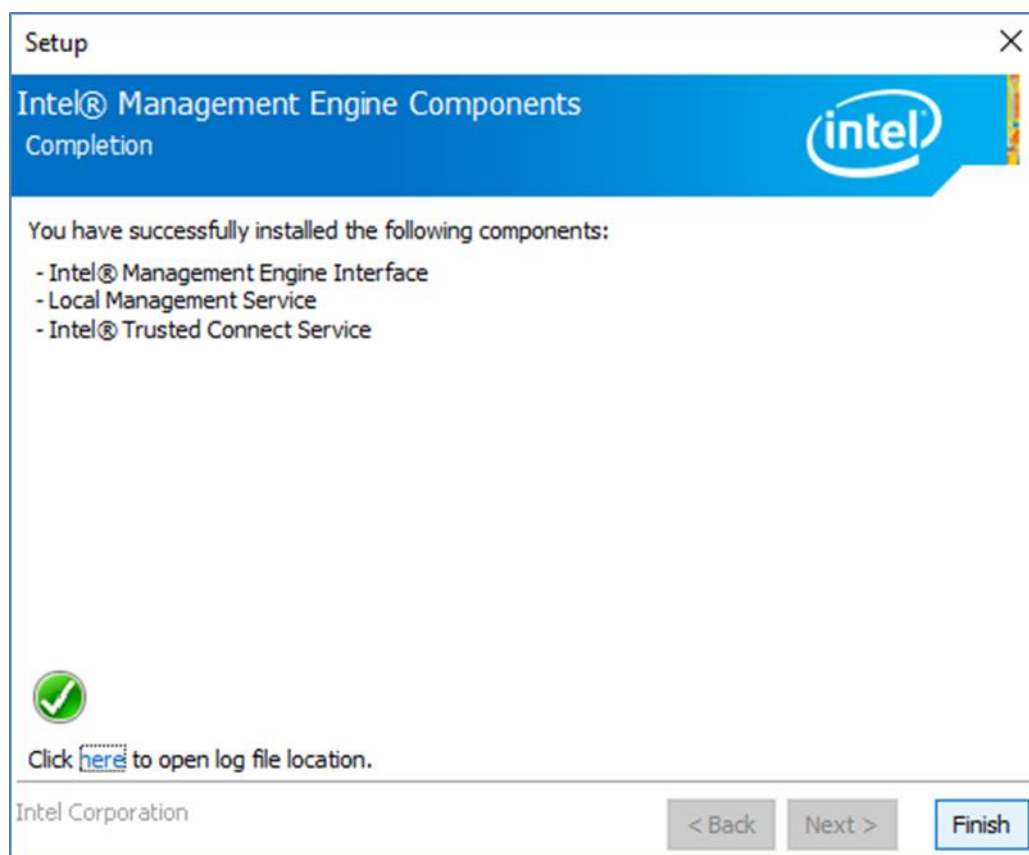 Setup
Intel® Management Engine Components
Completion
intel
You have successfully installed the following components:
- Intel® Management Engine Interface
- Local Management Service
- Intel® Trusted Connect Service
Click here to open log file location.
Intel Corporation
< Back Next > Finish